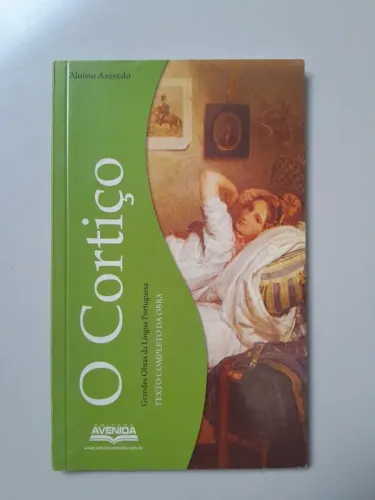 Aluísio Azevedo
O Cortiço
Grandes Obras da Língua Portuguesa
TEXTO COMPLETO DA OBRA
AVENIDA